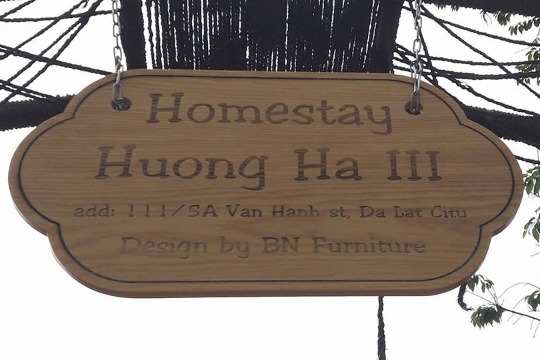 Homestay
Huong Ha III
add: 111/5A Van Hanh st, Da Lat City
Design by BN Furniture